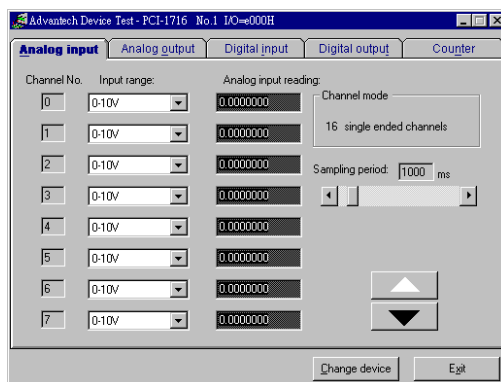 Advantech Device Test - PCI-1716 No.1 I/O=e000H
Analog input Analog output Digital input Digital output Counter
Channel No. Input range: Analog input reading:
Channel mode
0 0-10V 0.0000000
16 single ended channels
1 0-10V 0.0000000
2 0-10V 0.0000000
Sampling period: 1000 ms
3 0-10V 0.0000000
4 0-10V 0.0000000
5 0-10V 0.0000000
6 0-10V 0.0000000
7 0-10V 0.0000000
Change device Exit